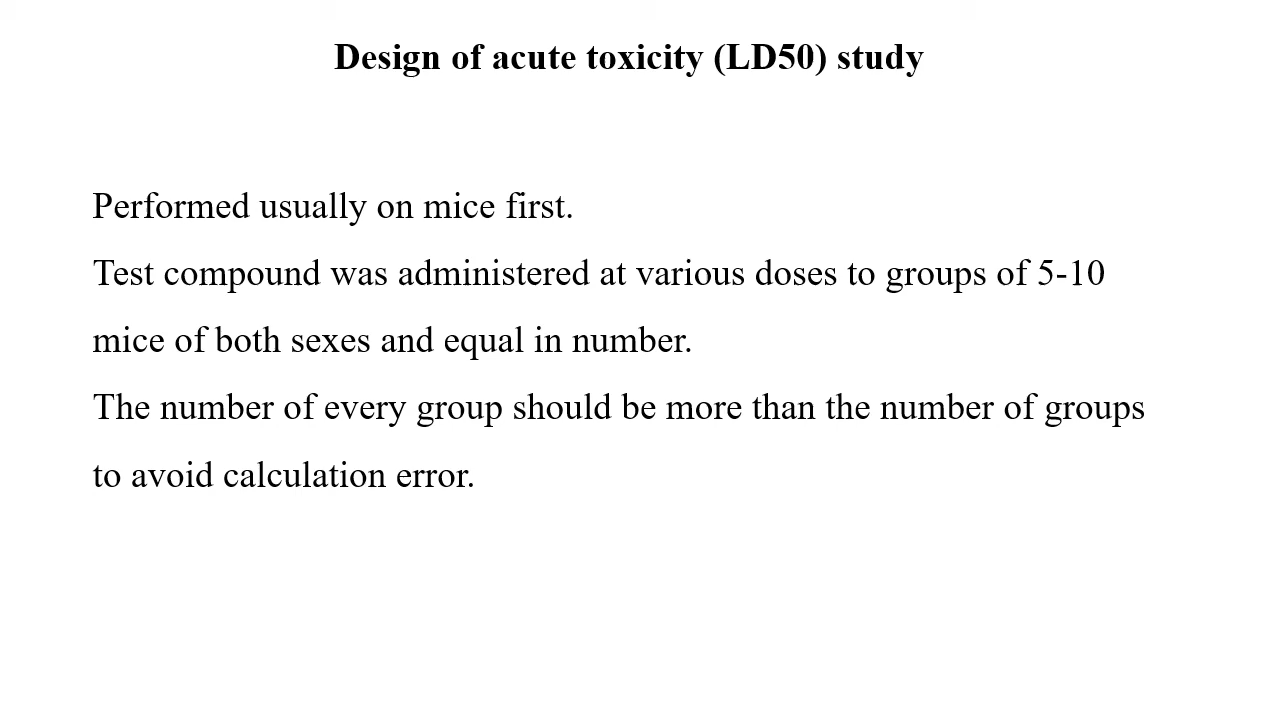 Design of acute toxicity (LD50) study
Performed usually on mice first.
Test compound was administered at various doses to groups of 5-10
mice of both sexes and equal in number.
The number of every group should be more than the number of groups
to avoid calculation error.